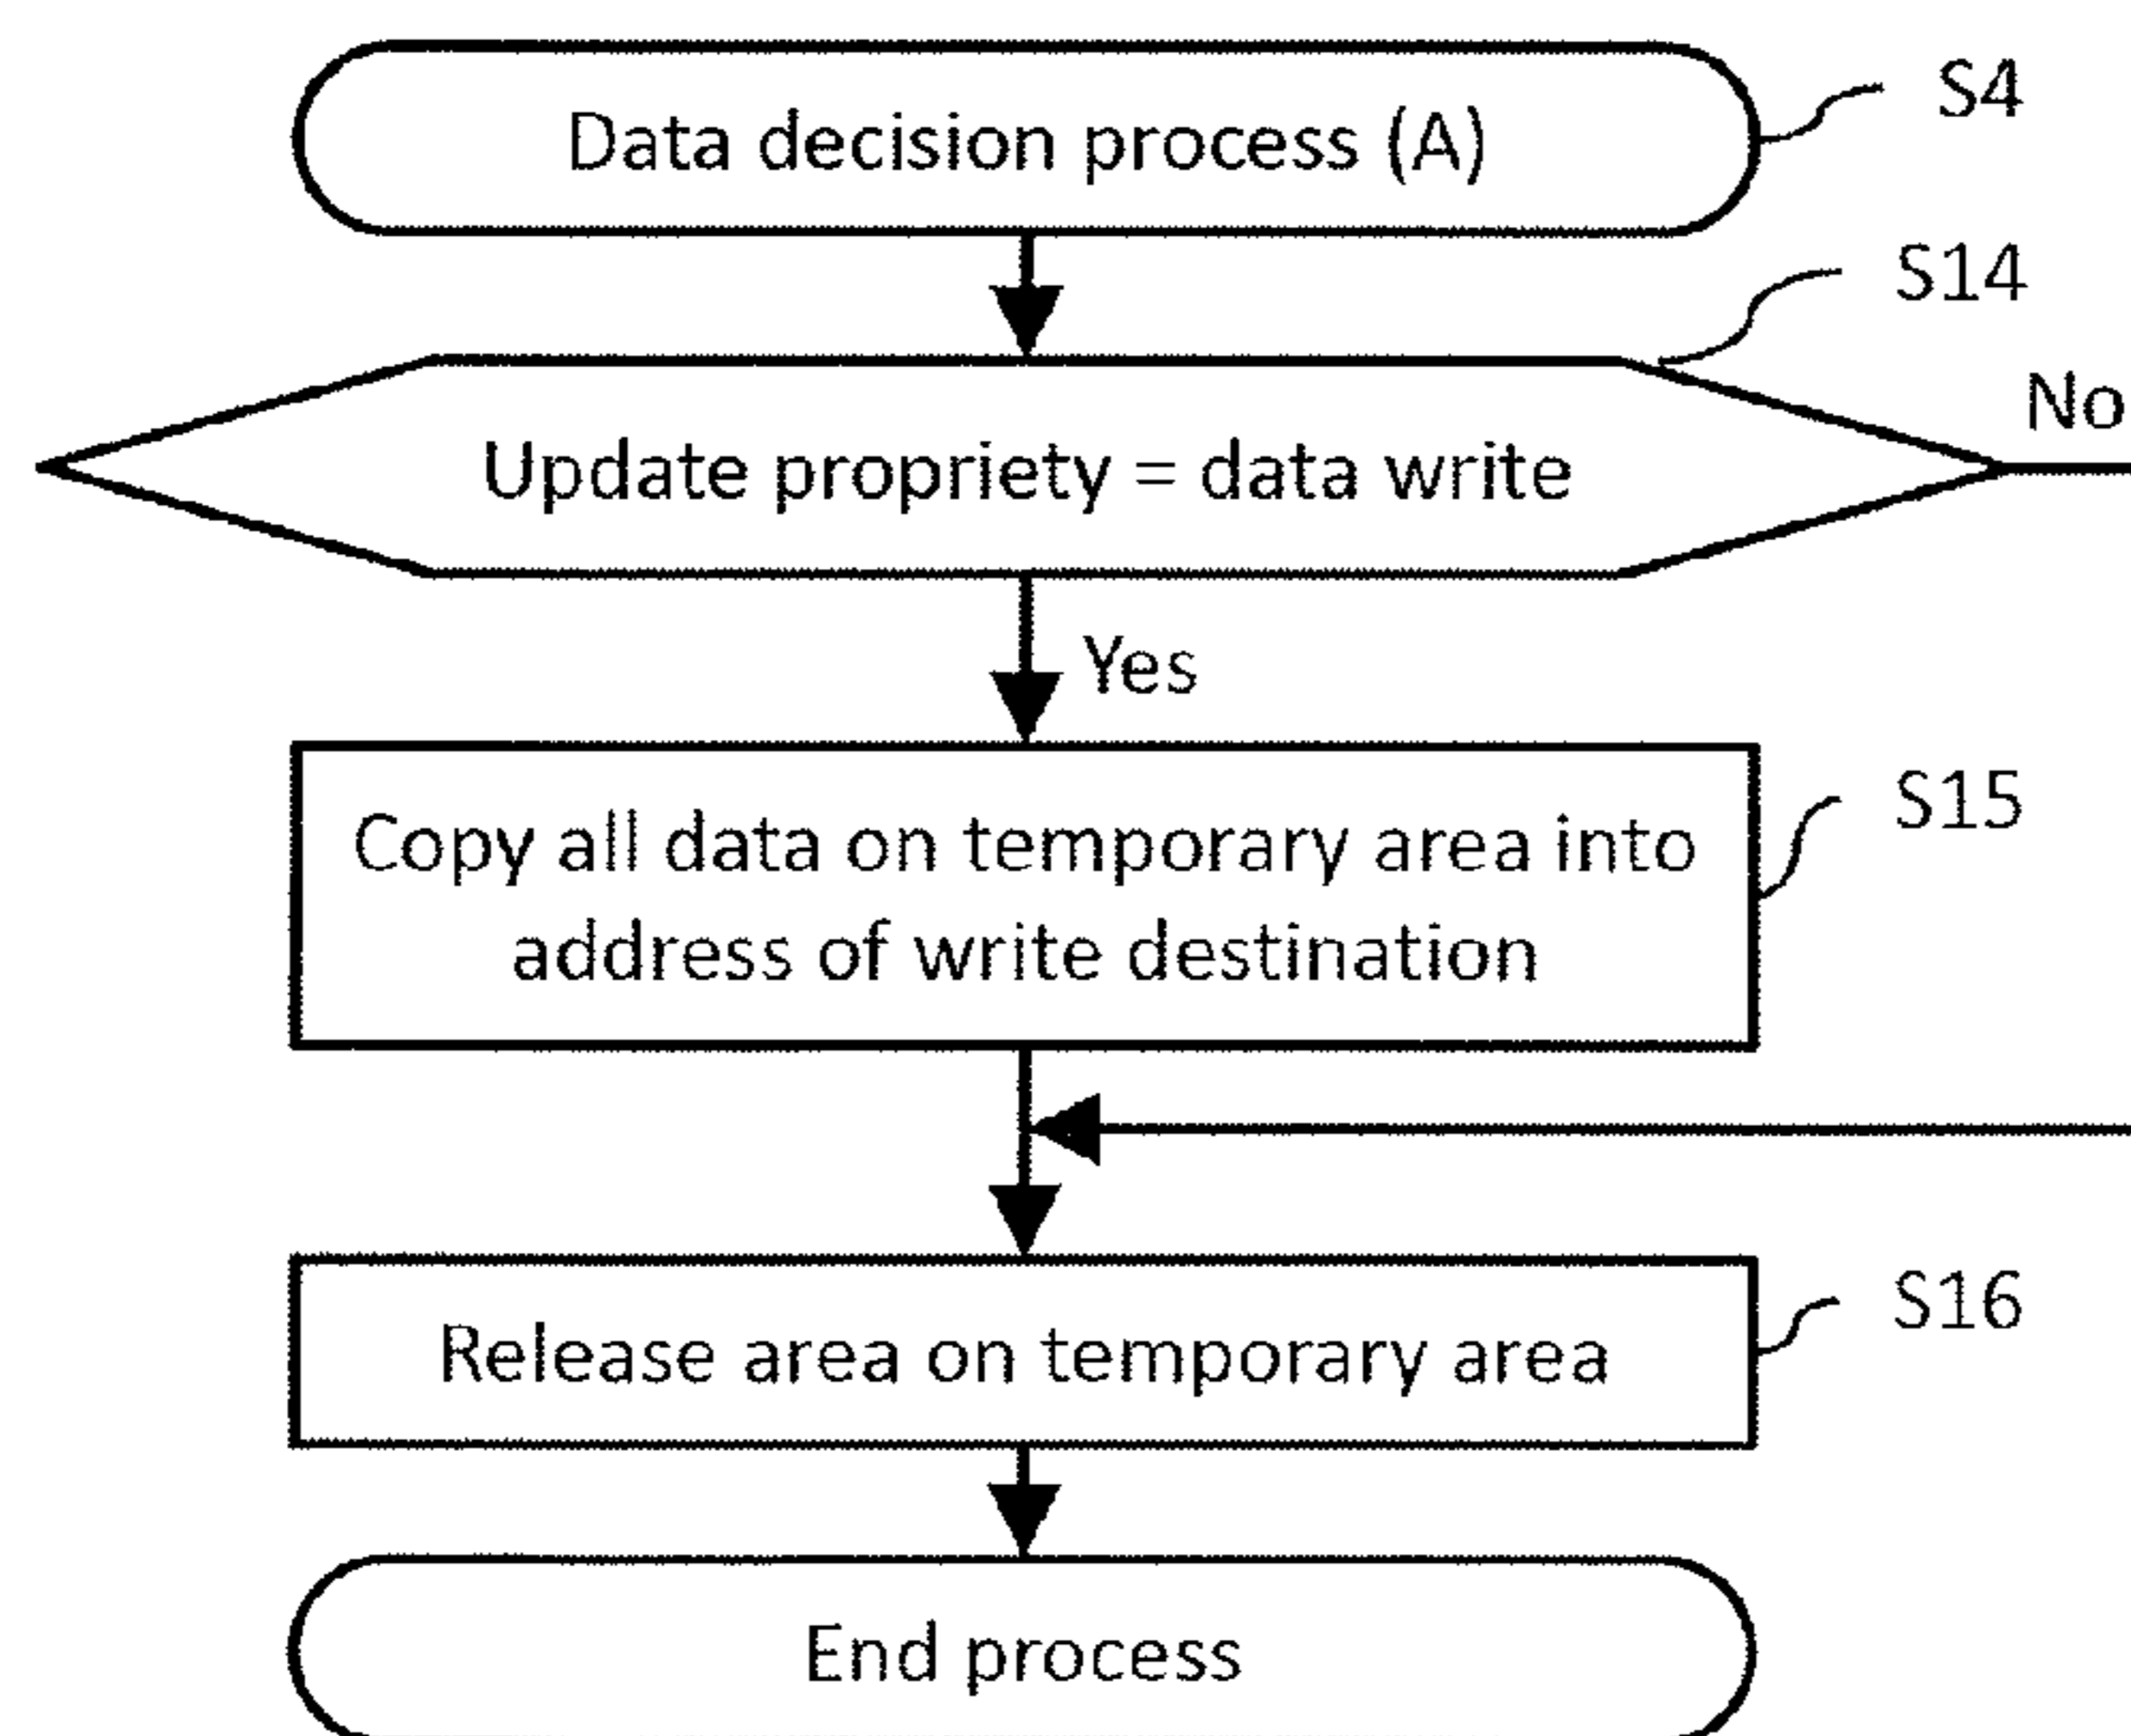 Data decision process (A)
S4
S14
Update propriety = data write
No
Yes
Copy all data on temporary area into
address of write destination
S15
Release area on temporary area
S16
End process